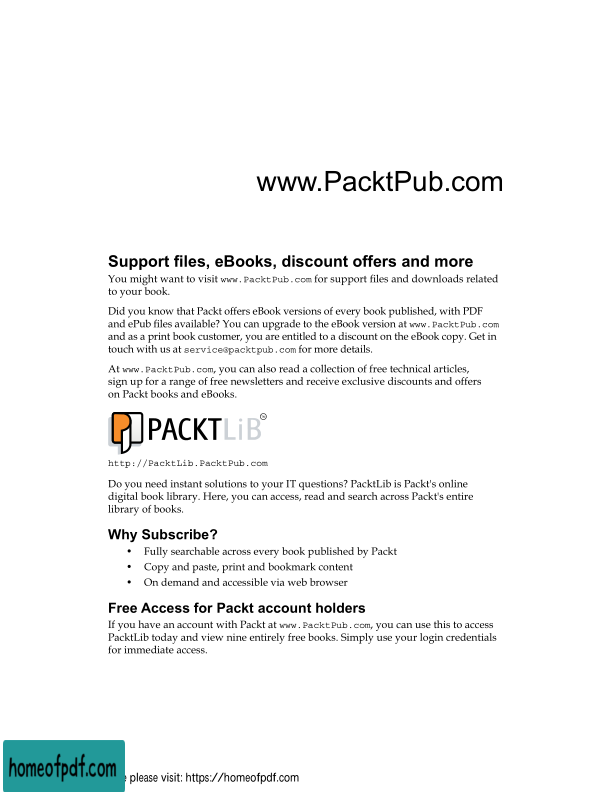 www.PacktPub.com
Support files, eBooks, discount offers and more
You might want to visit www.PacktPub.com for support files and downloads related
to your book.
Did you know that Packt offers eBook versions of every book published, with PDF
and ePub files available? You can upgrade to the eBook version at www.PacktPub.com
and as a print book customer, you are entitled to a discount on the eBook copy. Get in
touch with us at service@packtpub.com for more details.
At www.PacktPub.com, you can also read a collection of free technical articles,
sign up for a range of free newsletters and receive exclusive discounts and offers
on Packt books and eBooks.
PACKTLiB
http://PacktLib.PacktPub.com
Do you need instant solutions to your IT questions? PacktLib is Packt's online
digital book library. Here, you can access, read and search across Packt's entire
library of books.
Why Subscribe?
• Fully searchable across every book published by Packt
• Copy and paste, print and bookmark content
• On demand and accessible via web browser
Free Access for Packt account holders
If you have an account with Packt at www.PacktPub.com, you can use this to access
PacktLib today and view nine entirely free books. Simply use your login credentials
for immediate access.
homeofpdf.com
please visit: https://homeofpdf.com